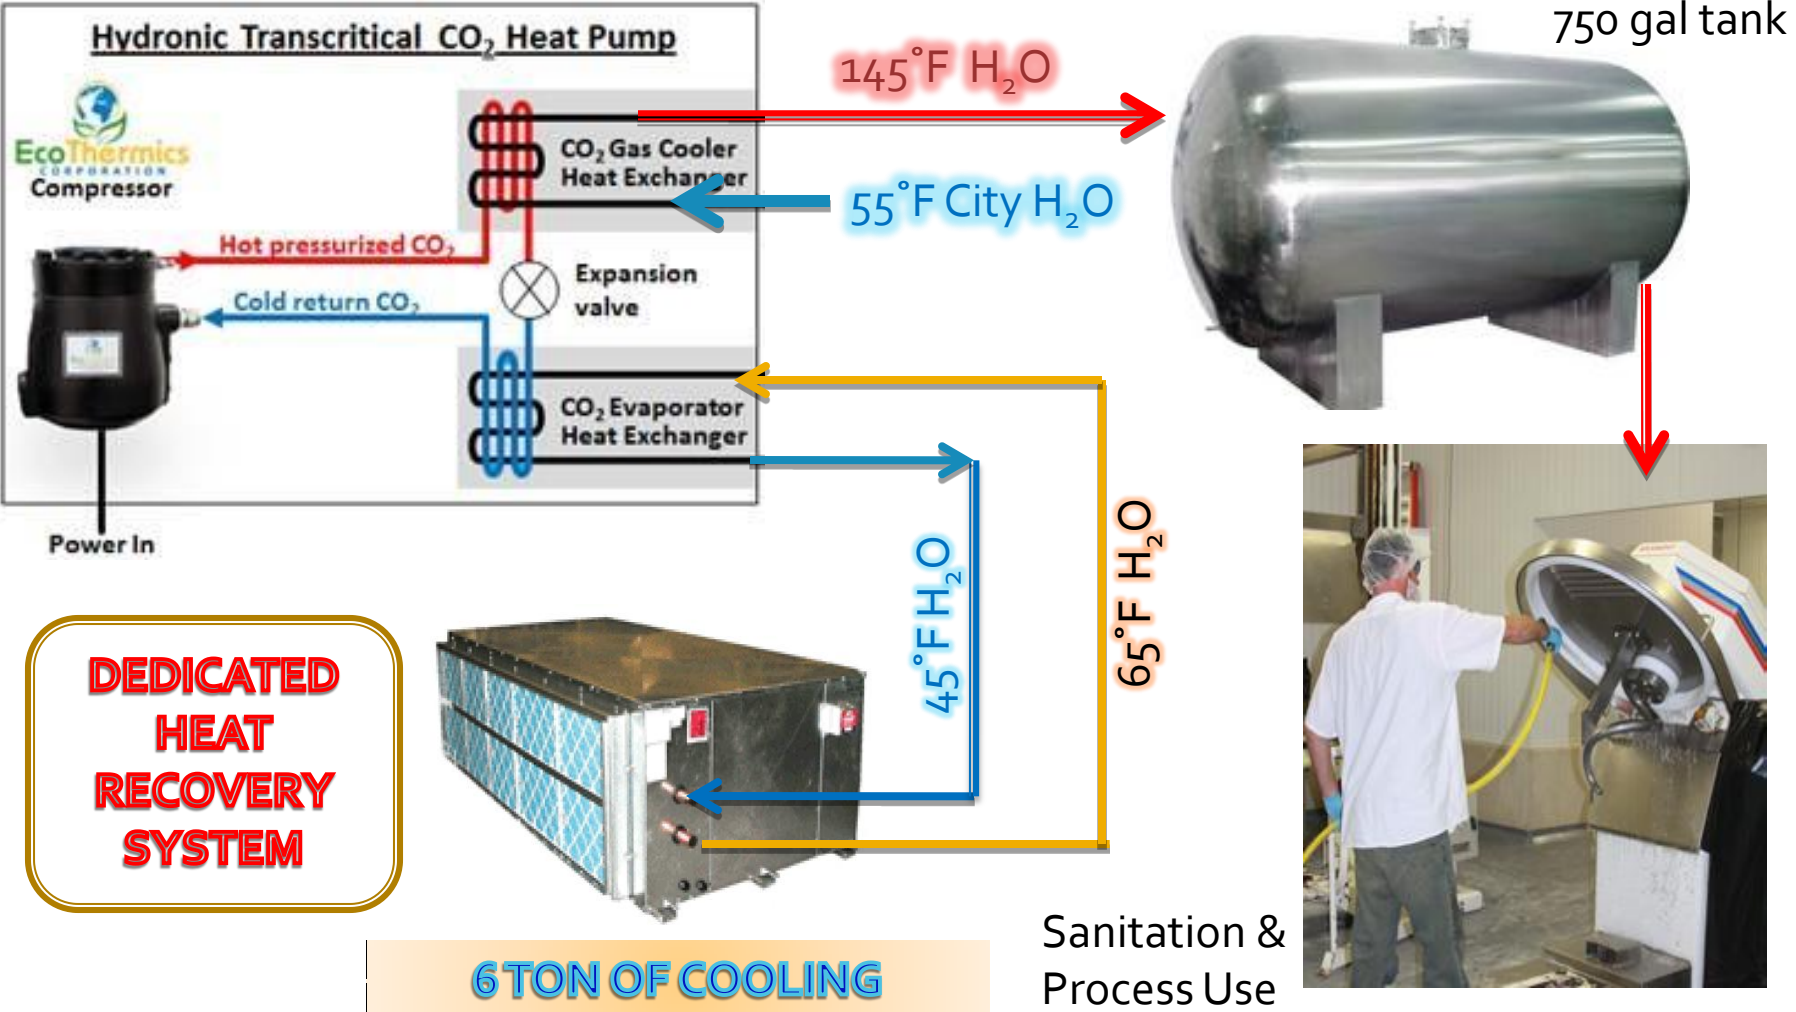 750 gal tank
Hydronic Transcritical CO₂ Heat Pump
145°F H₂O
EcoThermics
CORPORATION
Compressor
CO₂ Gas Cooler
Heat Exchanger
55°F City H₂O
Hot pressurized CO₂
Expansion
valve
Cold return CO₂
CO₂ Evaporator
Heat Exchanger
Power In
45°F H₂O
65°F H₂O
DEDICATED
HEAT
RECOVERY
SYSTEM
6 TON OF COOLING
Sanitation &
Process Use